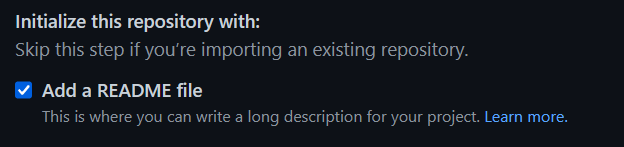 Initialize this repository with:
Skip this step if you’re importing an existing repository.
Add a README file
This is where you can write a long description for your project. Learn more.